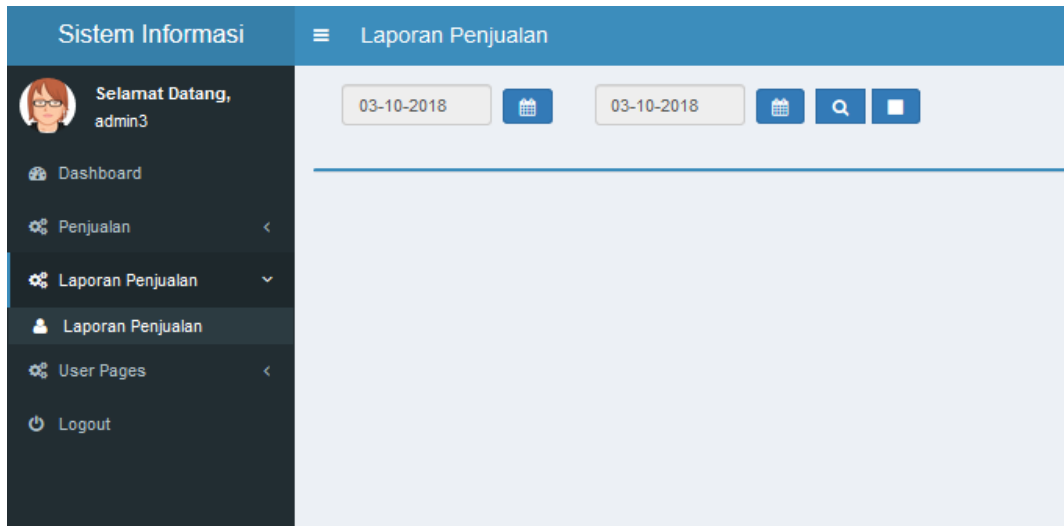 Sistem Informasi
Laporan Penjualan
Selamat Datang,
admin3
03-10-2018
03-10-2018
Dashboard
Penjualan
Laporan Penjualan
Laporan Penjualan
User Pages
Logout